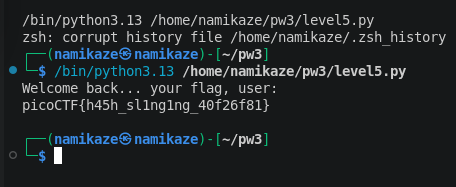 /bin/python3.13 /home/namikaze/pw3/level5.py
zsh: corrupt history file /home/namikaze/.zsh_history
┌──(namikaze㉿namikaze)-[~/pw3]
└─$ /bin/python3.13 /home/namikaze/pw3/level5.py
Welcome back... your flag, user:
picoCTF{h45h_sl1ng1ng_40f26f81}
┌──(namikaze㉿namikaze)-[~/pw3]
└─$